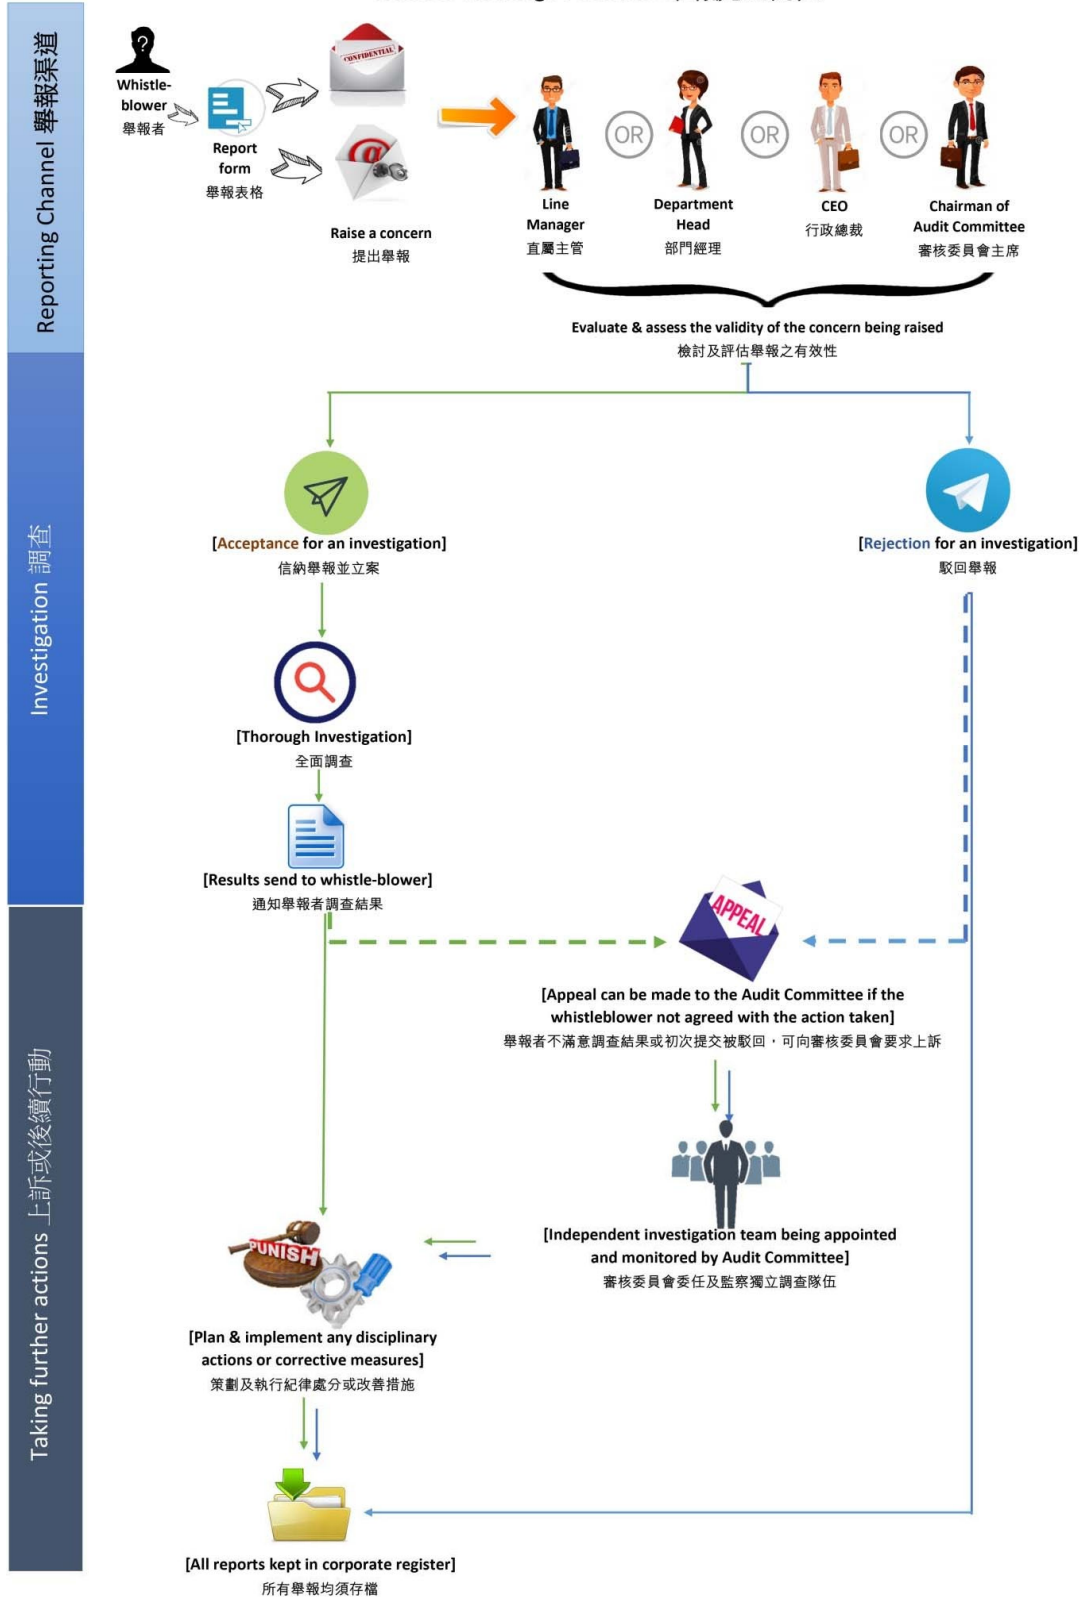 Reporting Channel 舉報渠道
Whistle-
blower
舉報者
Report
form
舉報表格
CONFIDENTIAL
@
Raise a concern
提出舉報
Line
Manager
直屬主管
OR
Department
Head
部門經理
OR
CEO
行政總裁
OR
Chairman of
Audit Committee
審核委員會主席
Evaluate & assess the validity of the concern being raised
檢討及評估舉報之有效性
Investigation 調查
[Acceptance for an investigation]
信納舉報並立案
[Rejection for an investigation]
駁回舉報
[Thorough Investigation]
全面調查
[Results send to whistle-blower]
通知舉報者調查結果
Taking further actions 上訴或後續行動
APPEAL
[Appeal can be made to the Audit Committee if the
whistleblower not agreed with the action taken]
舉報者不滿意調查結果或初次提交被駁回，可向審核委員會要求上訴
[Independent investigation team being appointed
and monitored by Audit Committee]
審核委員會委任及監察獨立調查隊伍
PUNISH
[Plan & implement any disciplinary
actions or corrective measures]
策劃及執行紀律處分或改善措施
[All reports kept in corporate register]
所有舉報均須存檔